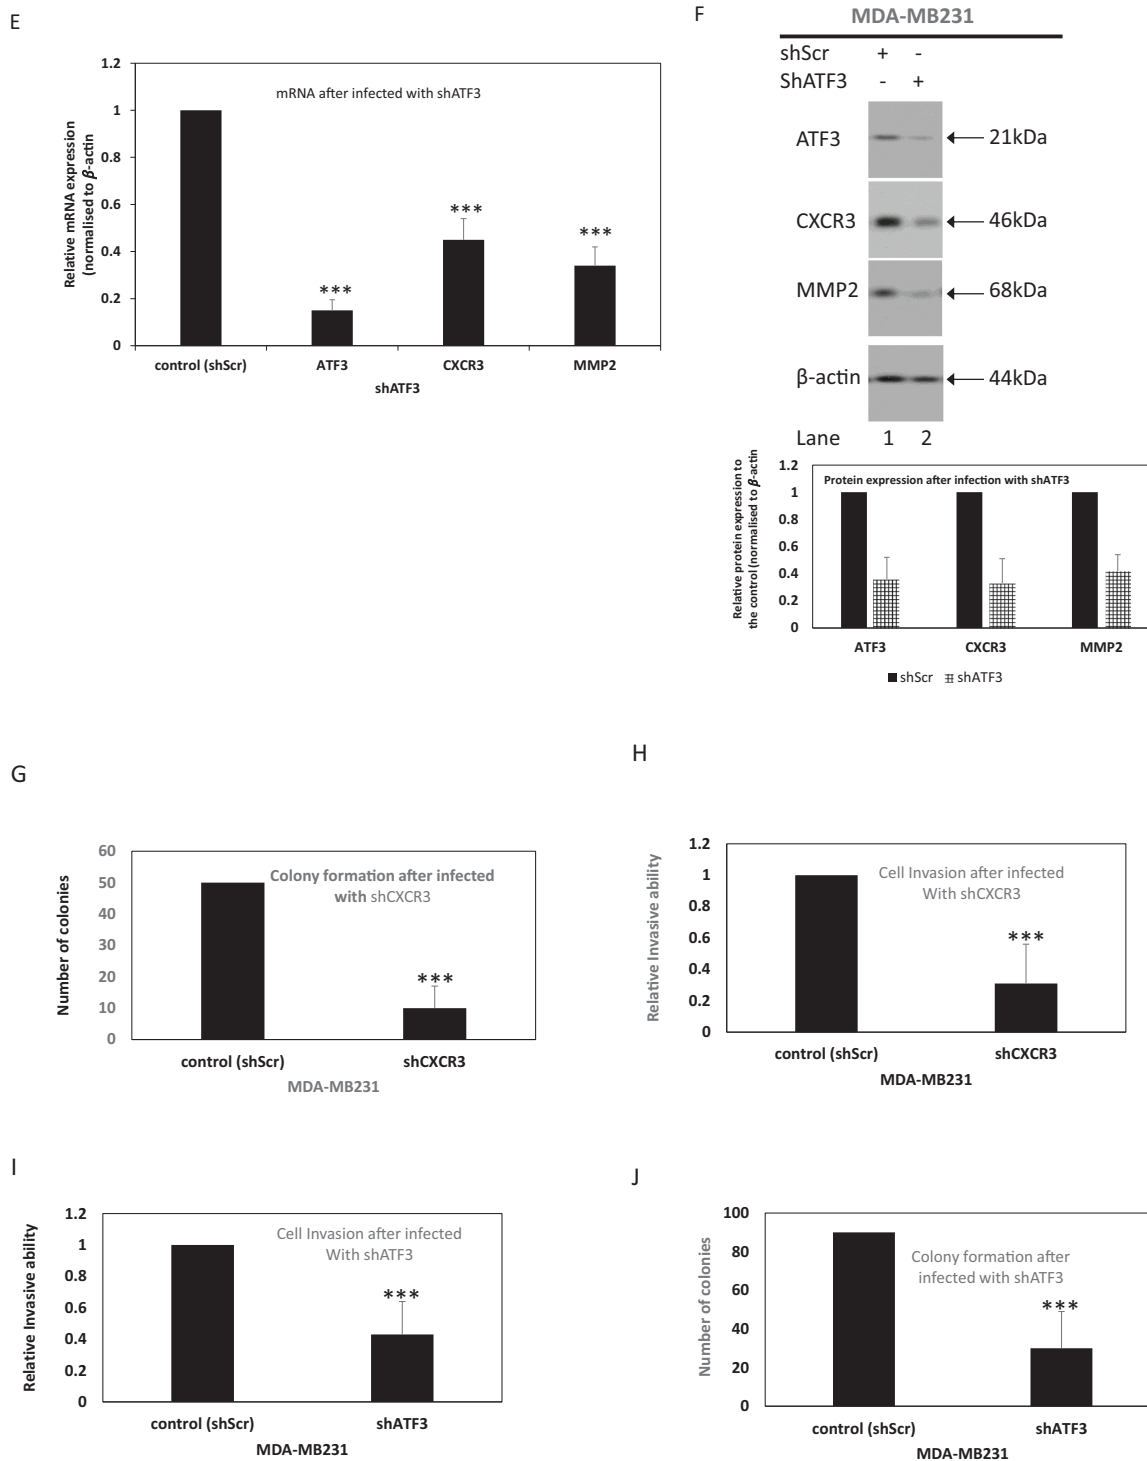 E
1.2
1
0.8
0.6
0.4
0.2
0
Relative mRNA expression
(normalised to β-actin
mRNA after infected with shATF3
***
***
***
control (shScr) ATF3 CXCR3 MMP2
shATF3
F
MDA-MB231
shScr + -
ShATF3 - +
ATF3 21kDa
CXCR3 46kDa
MMP2 68kDa
β-actin 44kDa
Lane 1 2
Relative protein expression to
the control (normalised to β-actin
1.2
1
0.8
0.6
0.4
0.2
0
Protein expression after infection with shATF3
ATF3 CXCR3 MMP2
shScr shATF3
G
Number of colonies
60
50
40
30
20
10
0
Colony formation after infected
with shCXCR3
***
control (shScr) shCXCR3
MDA-MB231
H
Relative Invasive ability
1.2
1
0.8
0.6
0.4
0.2
0
Cell Invasion after infected
With shCXCR3
***
control (shScr) shCXCR3
MDA-MB231
I
Relative Invasive ability
1.2
1
0.8
0.6
0.4
0.2
0
Cell Invasion after infected
With shATF3
***
control (shScr) shATF3
MDA-MB231
J
Number of colonies
100
80
60
40
20
0
Colony formation after
infected with shATF3
***
control (shScr) shATF3
MDA-MB231